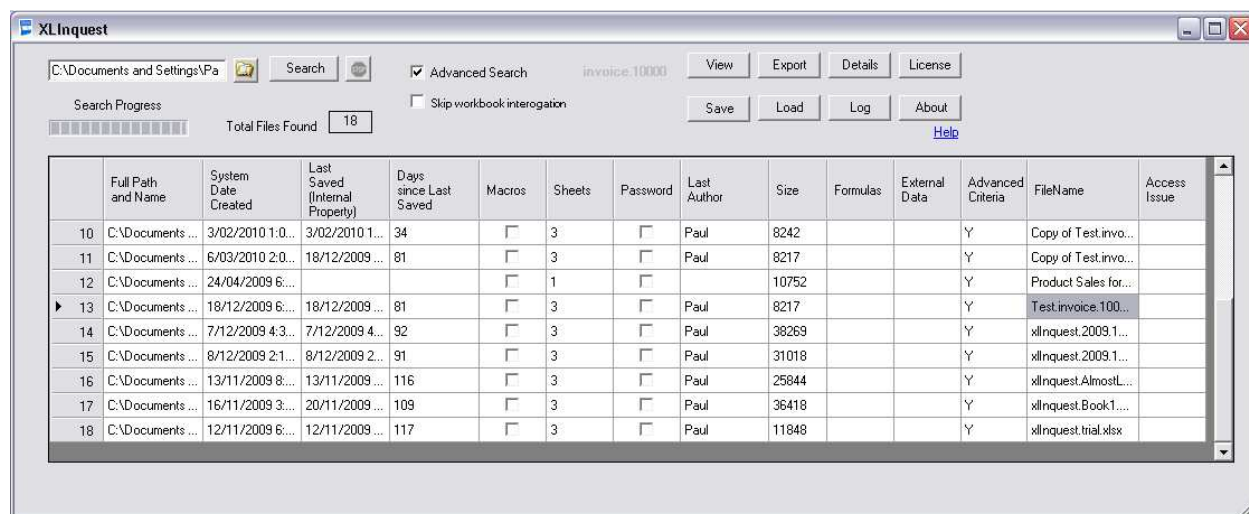 XLInquest
C:\Documents and Settings\Pa Search STOP Advanced Search invoice.10000 View Export Details License
Search Progress Skip workbook interogation Save Load Log About
Total Files Found 18 Help
Full Path and Name System Date Created Last Saved (Internal Property) Days since Last Saved Macros Sheets Password Last Author Size Formulas External Data Advanced Criteria FileName Access Issue
10 C:\Documents ... 3/02/2010 1:0... 3/02/2010 1... 34 3 Paul 8242 Y Copy of Test.invo...
11 C:\Documents ... 6/03/2010 2:0... 18/12/2009 ... 81 3 Paul 8217 Y Copy of Test.invo...
12 C:\Documents ... 24/04/2009 6:... 1 10752 Y Product Sales for...
13 C:\Documents ... 18/12/2009 6:... 18/12/2009 ... 81 3 Paul 8217 Y Test.invoice.100...
14 C:\Documents ... 7/12/2009 4:3... 7/12/2009 4... 92 3 Paul 38269 Y xlInquest.2009.1...
15 C:\Documents ... 8/12/2009 2:1... 8/12/2009 2... 91 3 Paul 31018 Y xlInquest.2009.1...
16 C:\Documents ... 13/11/2009 8:... 13/11/2009 ... 116 3 Paul 25844 Y xlInquest.AlmostL...
17 C:\Documents ... 16/11/2009 3:... 20/11/2009 ... 109 3 Paul 36418 Y xlInquest.Book1....
18 C:\Documents ... 12/11/2009 6:... 12/11/2009 ... 117 3 Paul 11848 Y xlInquest.trial.xlsx